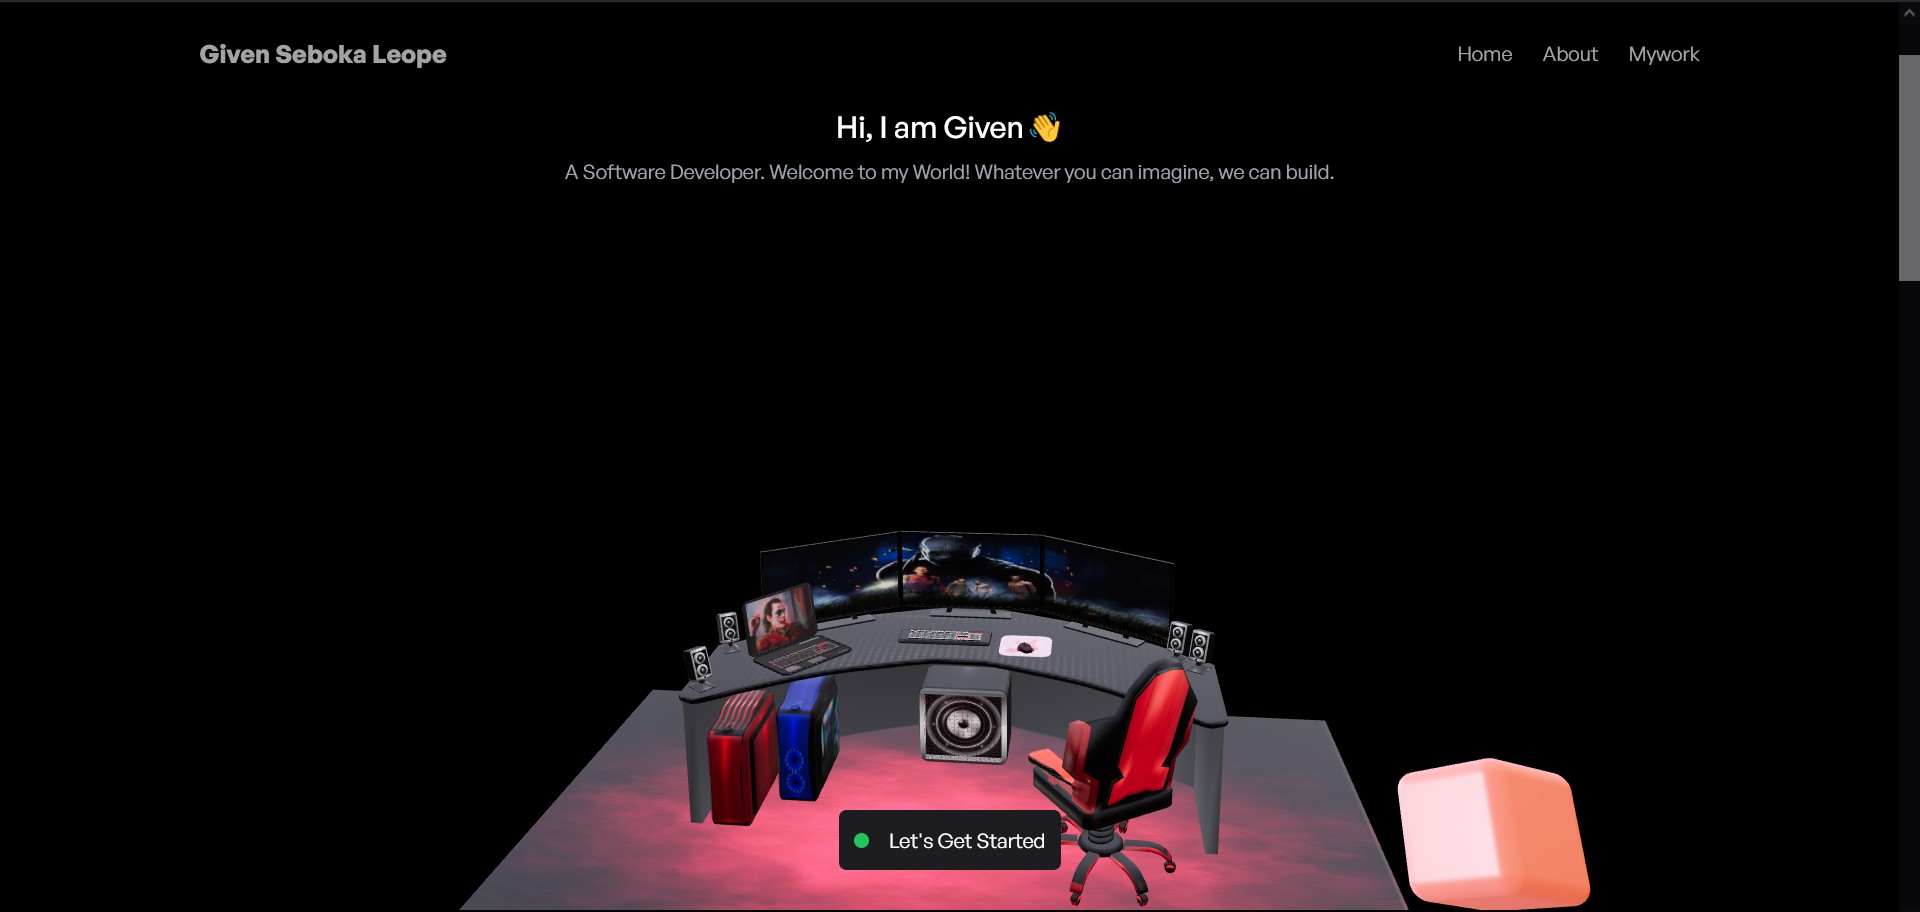 Given Seboka Leope
Home About Mywork
Hi, I am Given 👋
A Software Developer. Welcome to my World! Whatever you can imagine, we can build.
Let's Get Started